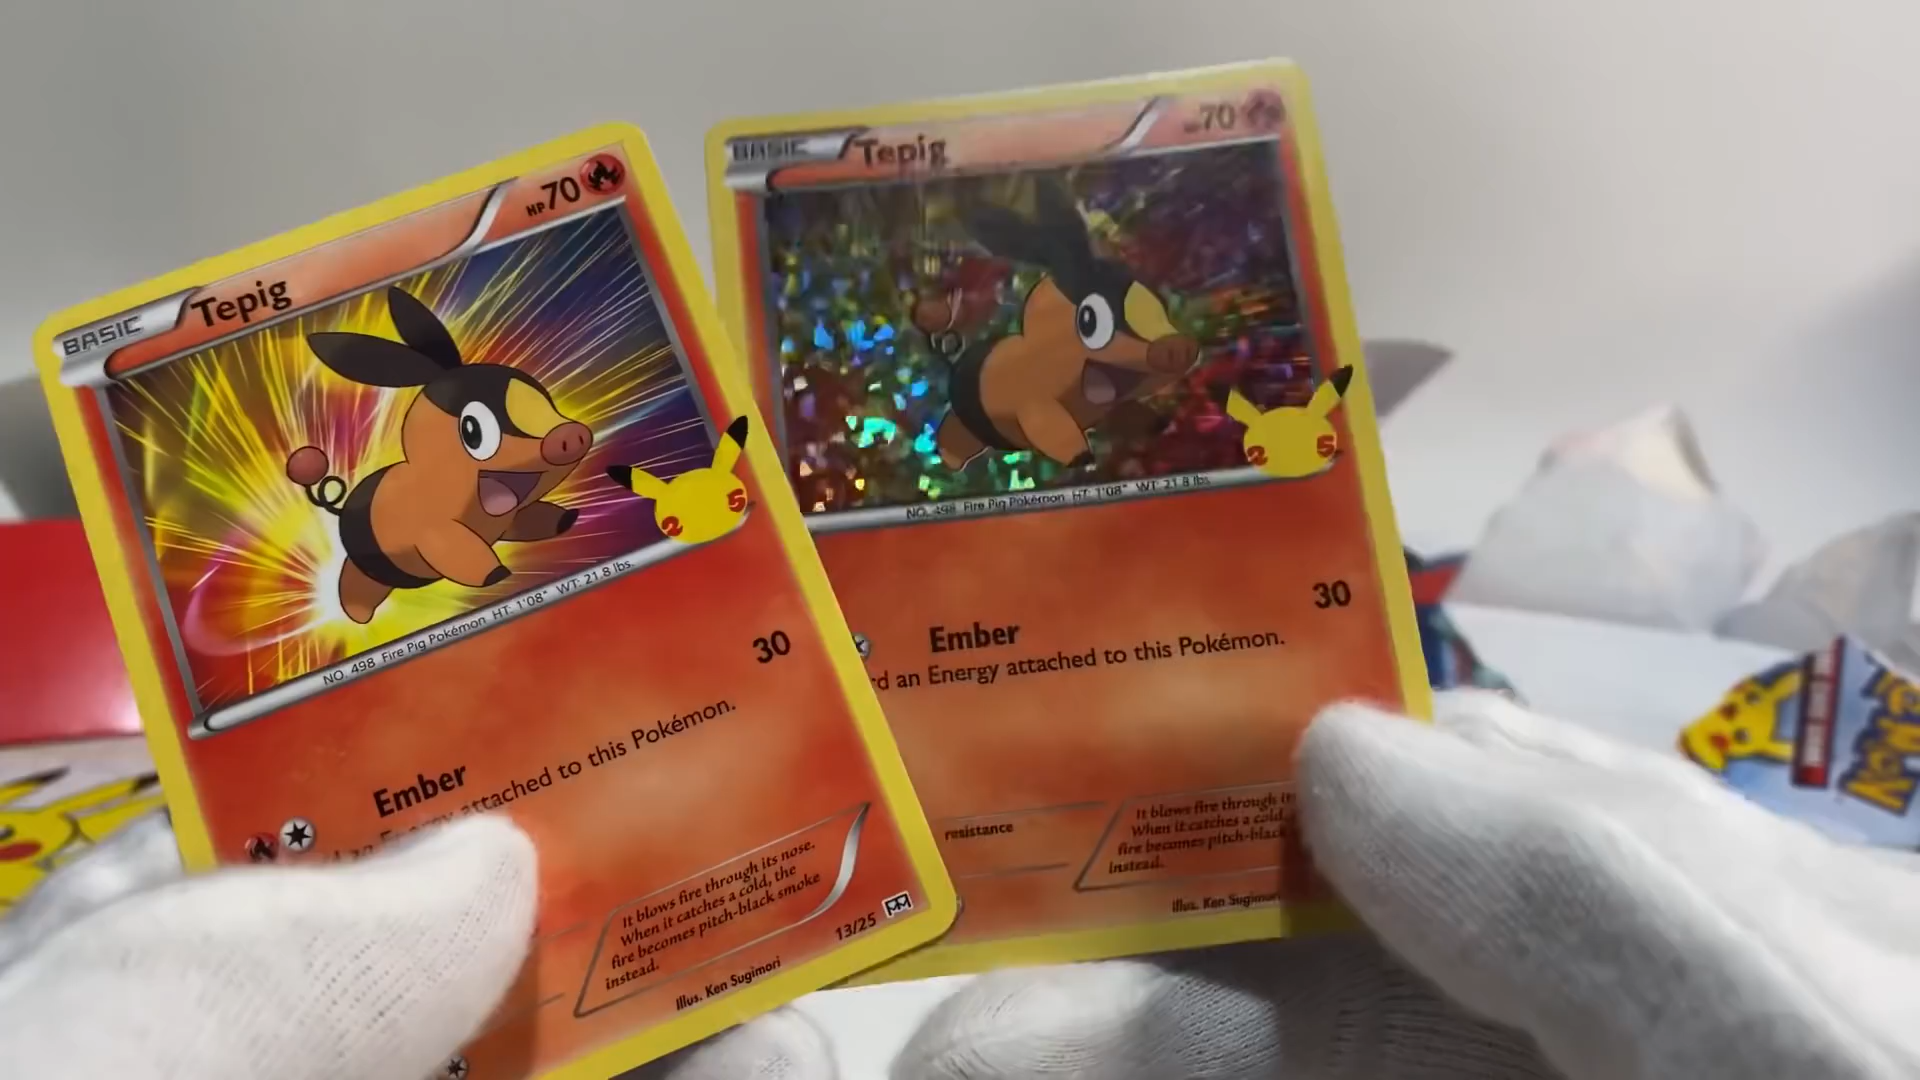 BASIC Tepig HP70
2 5
NO. 498 Fire Pig Pokémon HT: 1'08" WT: 21.8 lbs.
Ember 30
attached to this Pokémon.
It blows fire through its nose.
When it catches a cold, the
fire becomes pitch-black smoke
instead.
Illus. Ken Sugimori
13/25
BASIC Tepig 70
2 5
NO. 498 Fire Pig Pokémon HT: 1'08" WT: 21.8 lbs.
Ember 30
an Energy attached to this Pokémon.
resistance
It blows fire through
When it catches a cold,
fire becomes pitch-black
instead.
Illus. Ken Sugimori